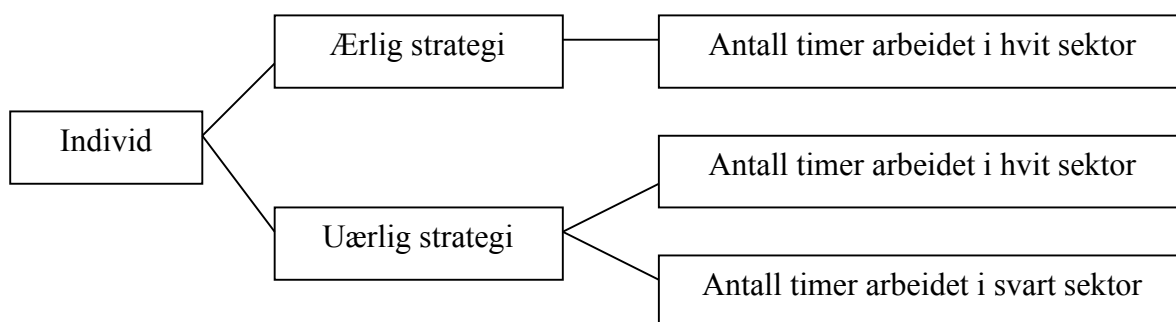 Ærlig strategi
Antall timer arbeidet i hvit sektor
Individ
Antall timer arbeidet i hvit sektor
Uærlig strategi
Antall timer arbeidet i svart sektor